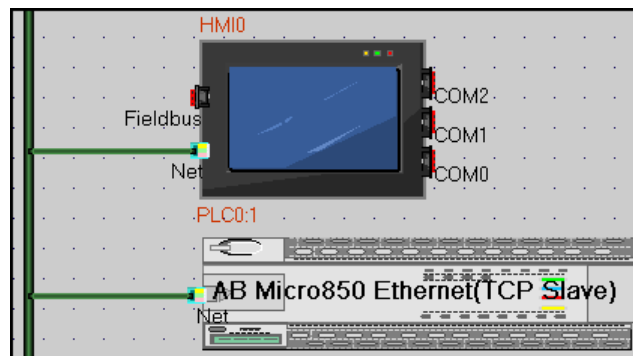 HMI0
COM2
Fieldbus
COM1
Net
COM0
PLC0:1
AB Micro850 Ethernet(TCP Slave)
Net